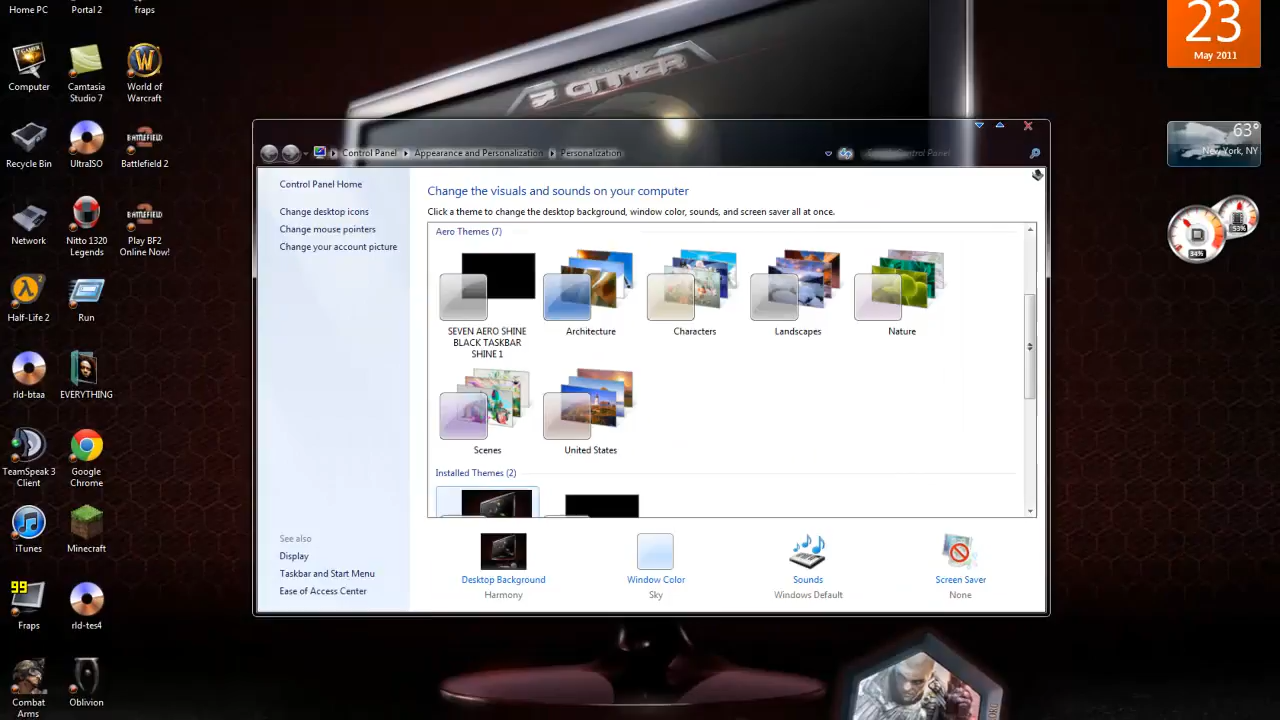 Home PC
Portal 2
fraps
Computer
Camtasia
Studio 7
World of
Warcraft
Recycle Bin
UltraISO
BATTLEFIELD
2
Battlefield 2
Network
Nitto 1320
Legends
BATTLEFIELD
2
Play BF2
Online Now!
Half-Life 2
Run
rld-btaa
EVERYTHING
TeamSpeak 3
Client
Google
Chrome
iTunes
Minecraft
99
Fraps
rld-tes4
Combat
Arms
Oblivion
Control Panel
Appearance and Personalization
Personalization
Control Panel
Control Panel Home
Change desktop icons
Change mouse pointers
Change your account picture
See also
Display
Taskbar and Start Menu
Ease of Access Center
Change the visuals and sounds on your computer
Click a theme to change the desktop background, window color, sounds, and screen saver all at once.
Aero Themes (7)
SEVEN AERO SHINE
BLACK TASKBAR
SHINE 1
Architecture
Characters
Landscapes
Nature
Scenes
United States
Installed Themes (2)
Desktop Background
Harmony
Window Color
Sky
Sounds
Windows Default
Screen Saver
None
23
May 2011
63°
New York, NY
53%
34%